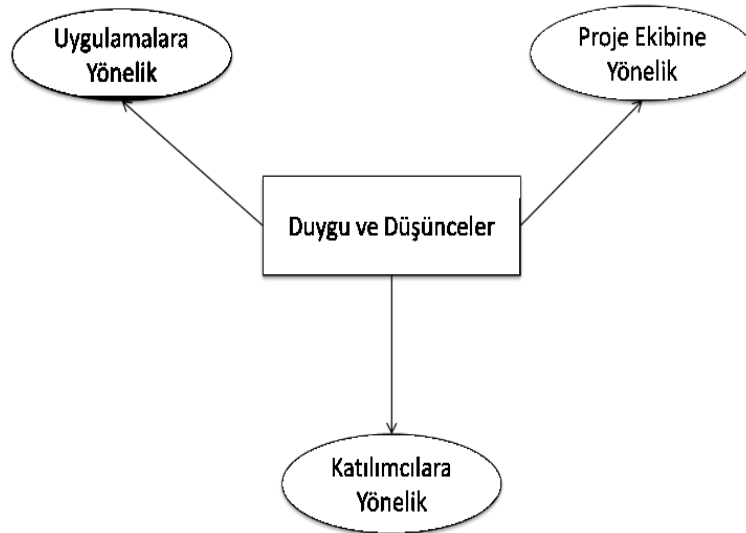 Uygulamalara
Yönelik
Proje Ekibine
Yönelik
Duygu ve Düşünceler
Katılımcılara
Yönelik